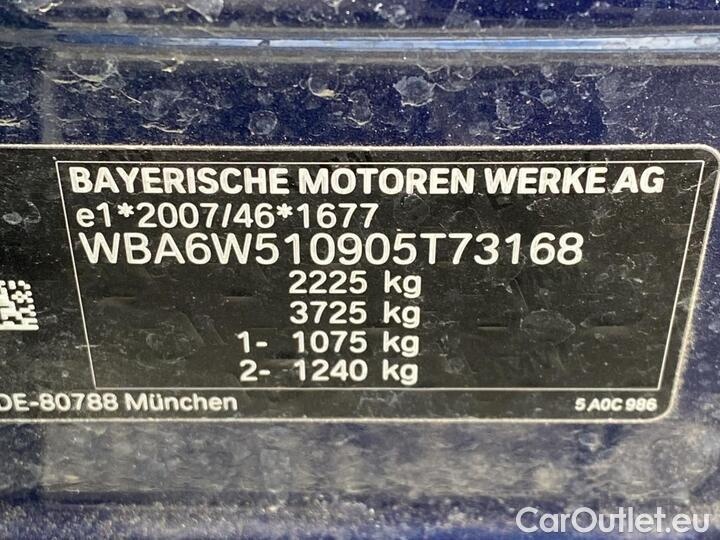 BAYERISCHE MOTOREN WERKE AG
e1*2007/46*1677
WBA6W510905T73168
2225 kg
3725 kg
1- 1075 kg
2- 1240 kg
DE-80788 München
5 A0C 986
CarOutlet.eu